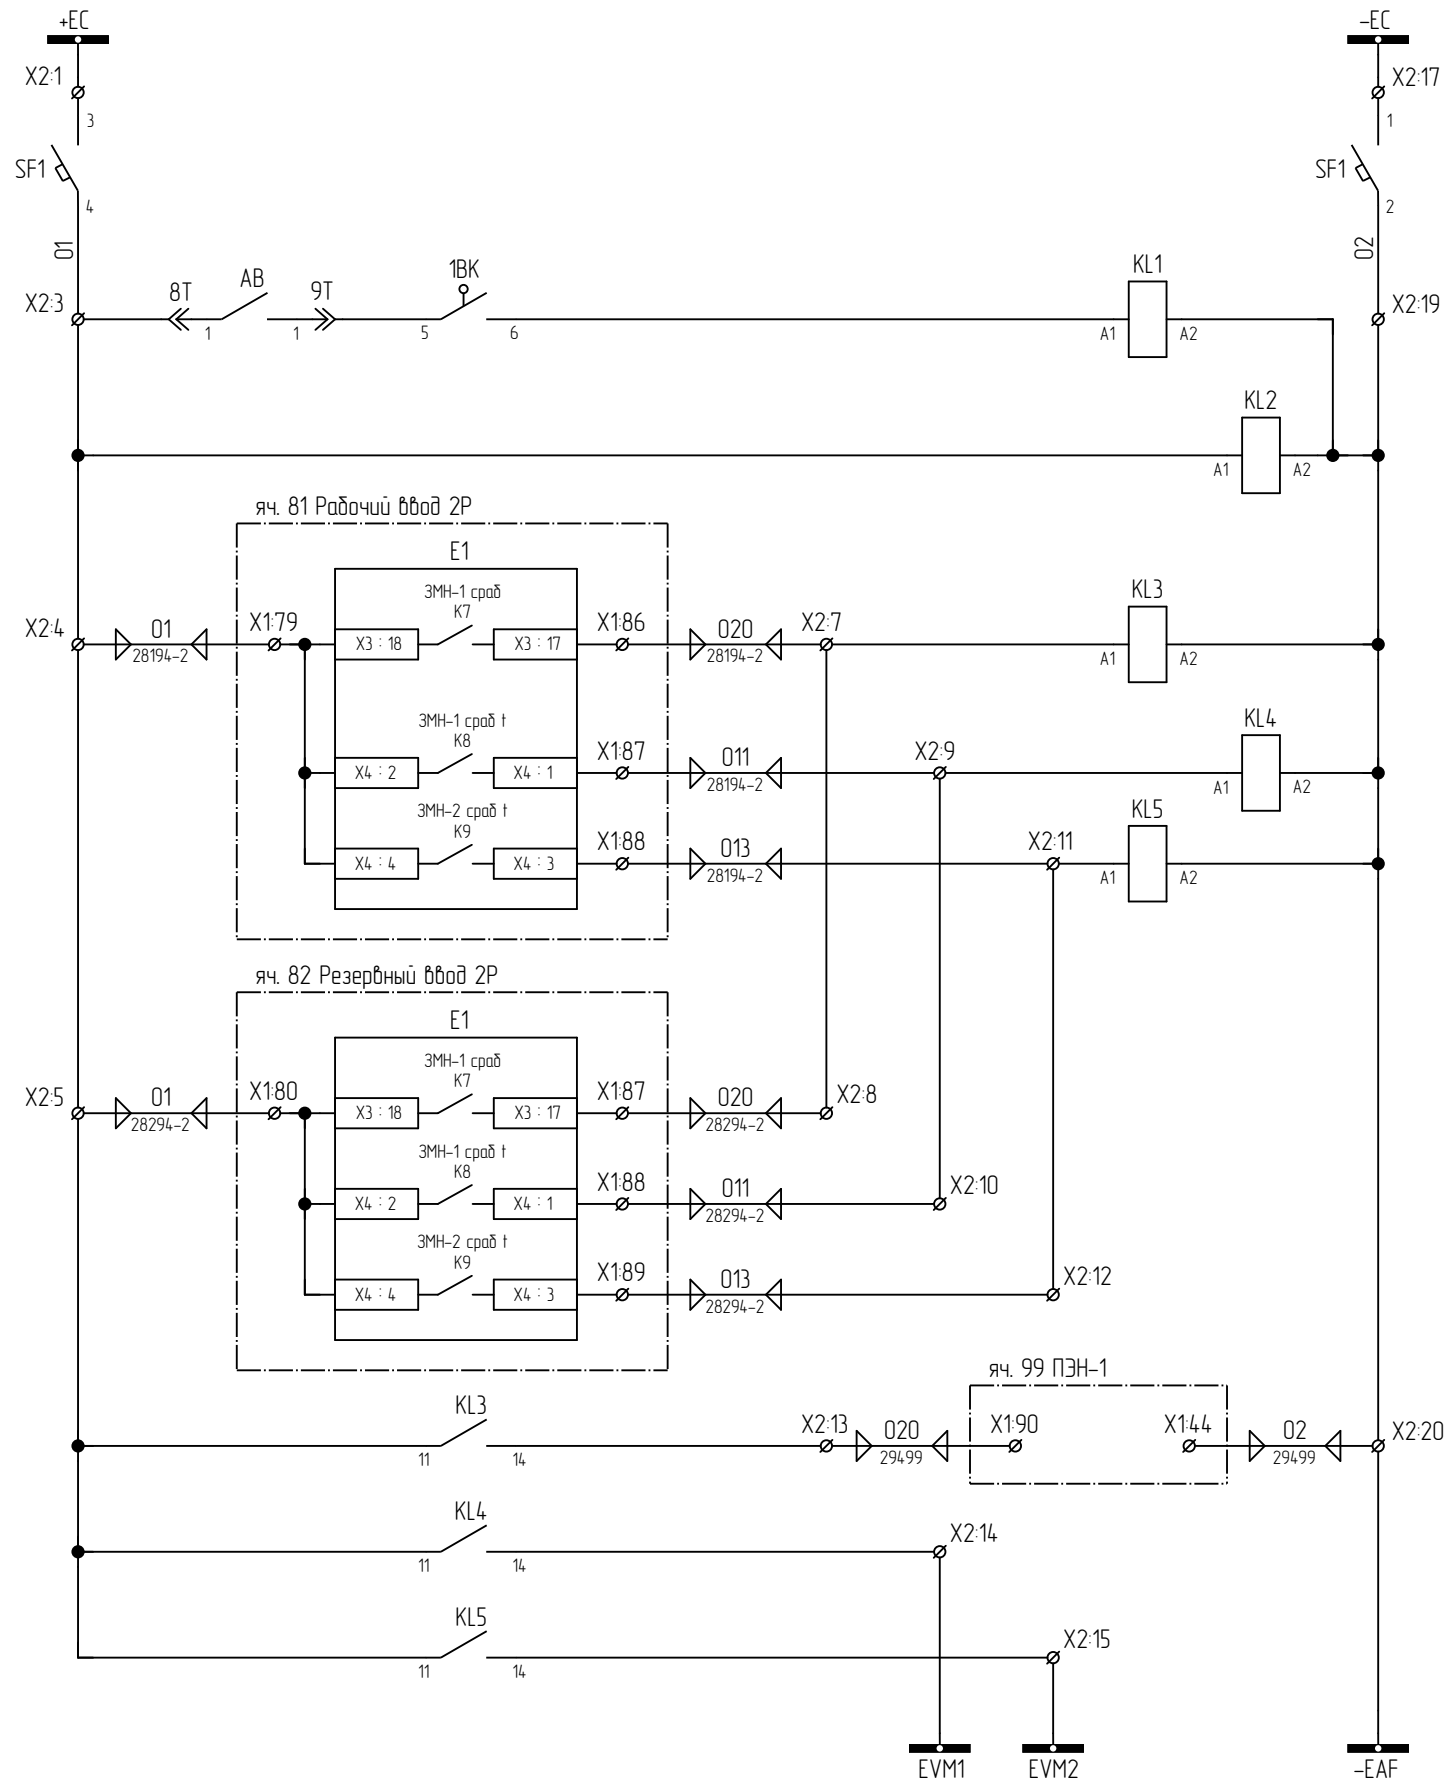 +EC
-EC
X2:1
X2:17
3
1
SF1
SF1
4
2
01
02
X2:3
8T
AB
9T
1BK
KL1
X2:19
1
1
5
6
A1
A2
KL2
A1
A2
яч. 81 Рабочий ввод 2Р
E1
ЗМН-1 сраб
K7
KL3
X2:4
01
28194-2
X1:79
X3 : 18
X3 : 17
X1:86
020
28194-2
X2:7
A1
A2
ЗМН-1 сраб t
K8
KL4
X4 : 2
X4 : 1
X1:87
011
28194-2
X2:9
A1
A2
ЗМН-2 сраб t
K9
KL5
X4 : 4
X4 : 3
X1:88
013
28194-2
X2:11
A1
A2
яч. 82 Резервный ввод 2Р
E1
ЗМН-1 сраб
K7
X2:5
01
28294-2
X1:80
X3 : 18
X3 : 17
X1:87
020
28294-2
X2:8
ЗМН-1 сраб t
K8
X4 : 2
X4 : 1
X1:88
011
28294-2
X2:10
ЗМН-2 сраб t
K9
X4 : 4
X4 : 3
X1:89
013
28294-2
X2:12
яч. 99 ПЭН-1
KL3
11
14
X2:13
020
29499
X1:90
X1:44
02
29499
X2:20
KL4
11
14
X2:14
KL5
11
14
X2:15
EVM1
EVM2
-EAF